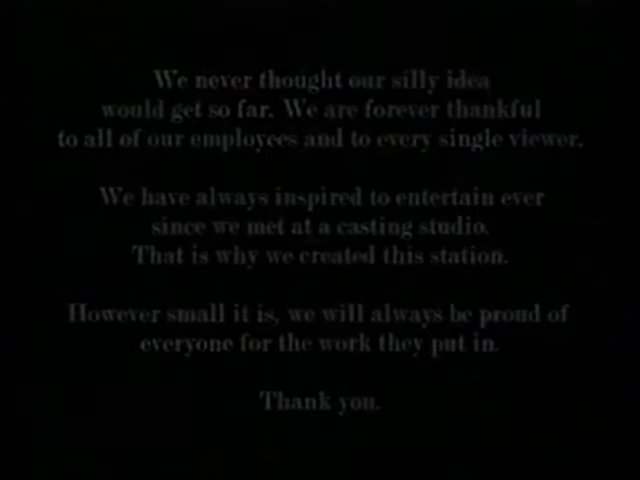 We never thought our silly idea
would get so far. We are forever thankful
to all of our employees and to every single viewer.
We have always inspired to entertain ever
since we met at a casting studio.
That is why we created this station.
However small it is, we will always be proud of
everyone for the work they put in.
Thank you.